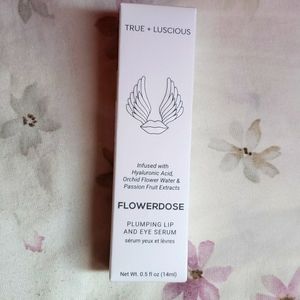 TRUE + LUSCIOUS
Infused with
Hyaluronic Acid,
Orchid Flower Water &
Passion Fruit Extracts
FLOWERDOSE
PLUMPING LIP
AND EYE SERUM
sérum yeux et lèvres
Net Wt. 0.5 fl oz (14ml)